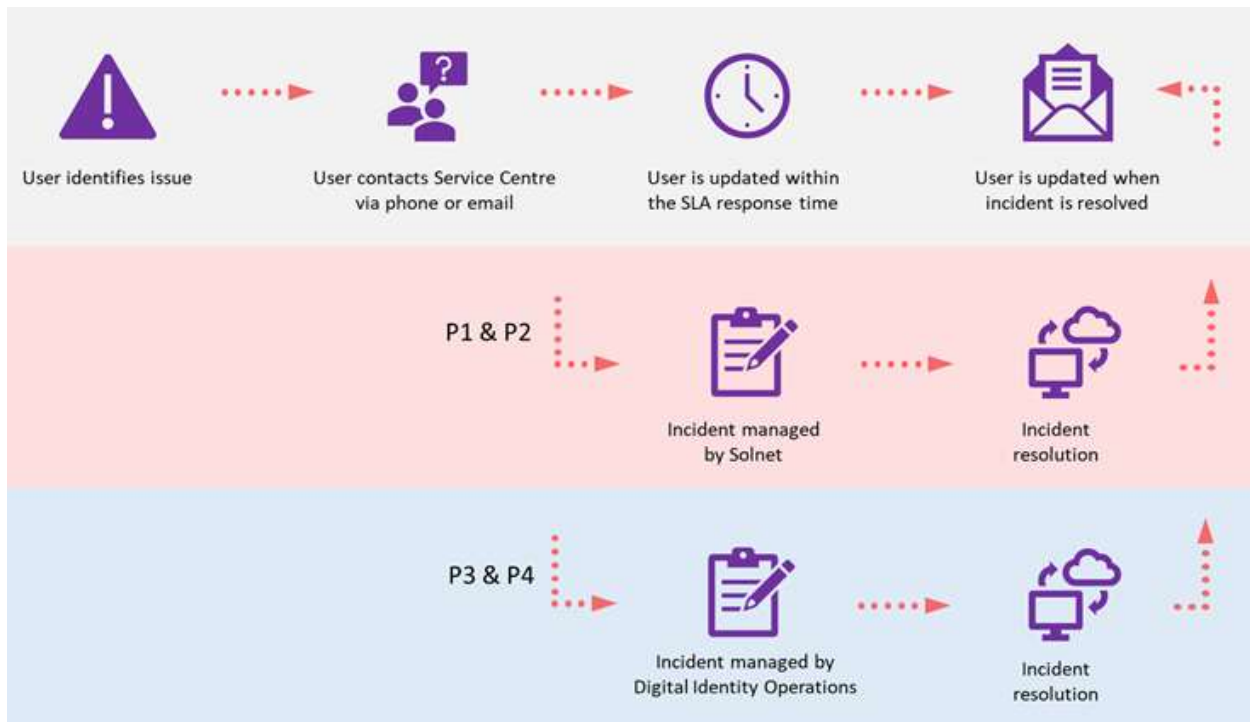 ?
User identifies issue
User contacts Service Centre
via phone or email
User is updated within
the SLA response time
User is updated when
incident is resolved
P1 & P2
Incident managed
by Solnet
Incident
resolution
P3 & P4
Incident managed by
Digital Identity Operations
Incident
resolution